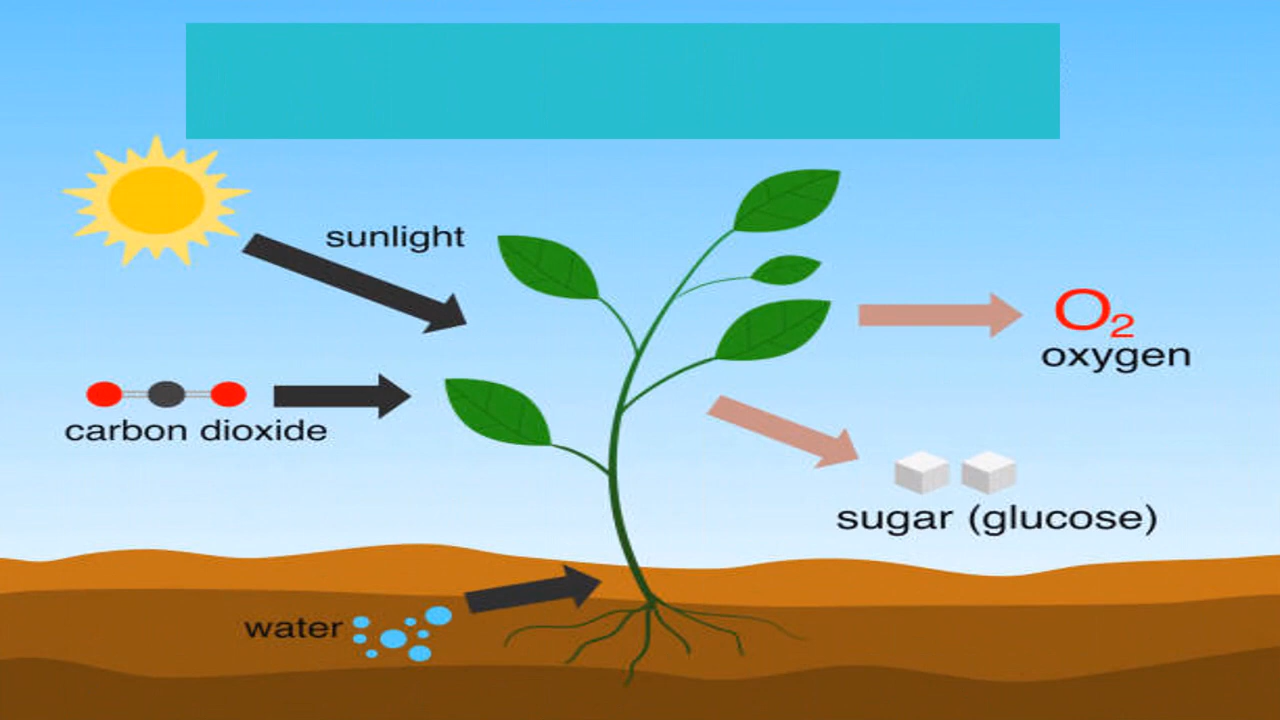 sunlight
O₂
oxygen
carbon dioxide
sugar (glucose)
water